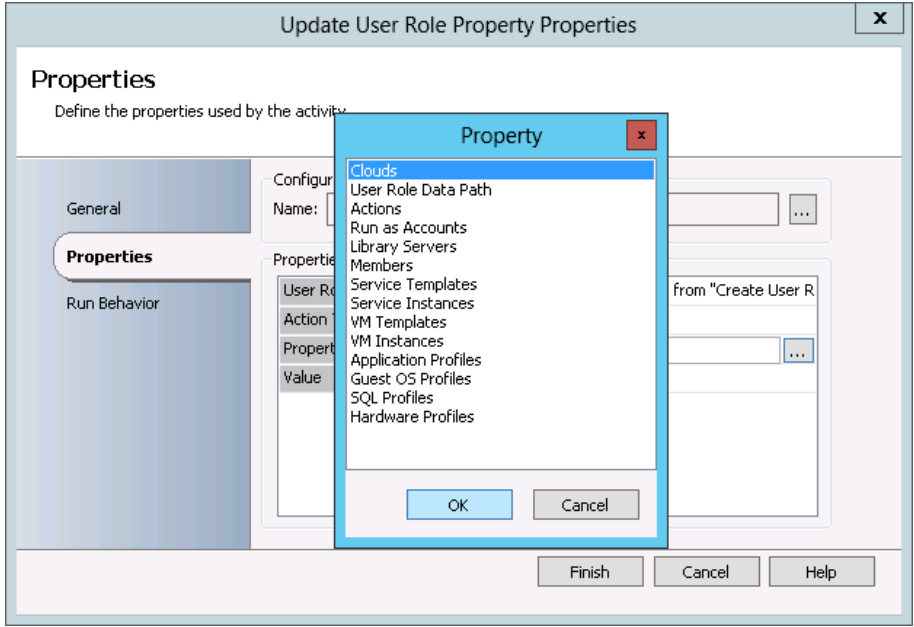 Update User Role Property Properties
x
Properties
Define the properties used by the activity
General
Properties
Run Behavior
Configur
Name:
...
Propertie
User Ro
from "Create User R
Action
Propert
...
Value
Property
x
Clouds
User Role Data Path
Actions
Run as Accounts
Library Servers
Members
Service Templates
Service Instances
VM Templates
VM Instances
Application Profiles
Guest OS Profiles
SQL Profiles
Hardware Profiles
OK
Cancel
Finish
Cancel
Help